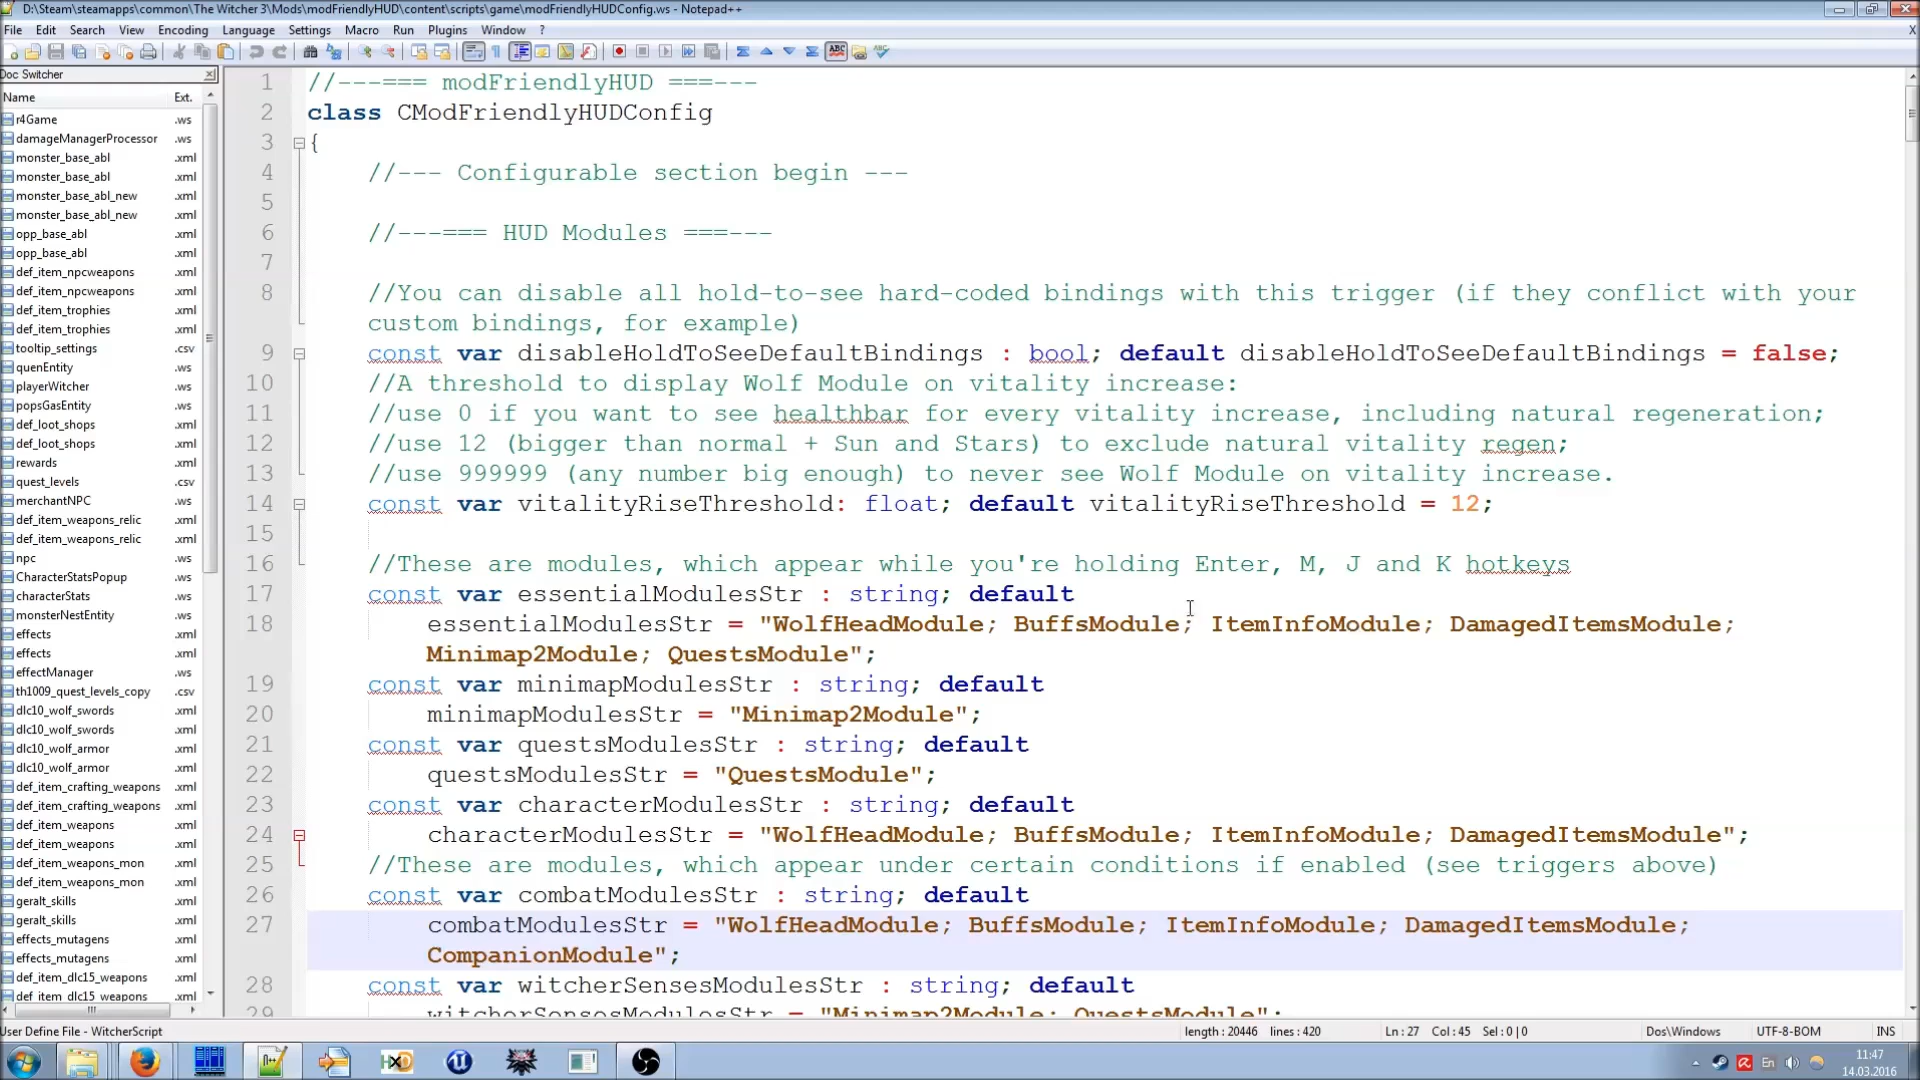 D:\Steam\steamapps\common\The Witcher 3\Mods\modFriendlyHUD\content\scripts\game\modFriendlyHUDConfig.ws - Notepad++
File Edit Search View Encoding Language Settings Macro Run Plugins Window ? X
Doc Switcher
Name Ext.
r4Game .ws
damageManagerProcessor .ws
monster_base_abl .xml
monster_base_abl .xml
monster_base_abl_new .xml
monster_base_abl_new .xml
opp_base_abl .xml
opp_base_abl .xml
def_item_npcweapons .xml
def_item_npcweapons .xml
def_item_trophies .xml
def_item_trophies .xml
tooltip_settings .csv
quenEntity .ws
playerWitcher .ws
popsGasEntity .ws
def_loot_shops .xml
def_loot_shops .xml
rewards .xml
quest_levels .csv
merchantNPC .ws
def_item_weapons_relic .xml
def_item_weapons_relic .xml
npc .ws
CharacterStatsPopup .ws
characterStats .ws
monsterNestEntity .ws
effects .xml
effects .xml
effectManager .ws
th1009_quest_levels_copy .csv
dlc10_wolf_swords .xml
dlc10_wolf_swords .xml
dlc10_wolf_armor .xml
dlc10_wolf_armor .xml
def_item_crafting_weapons .xml
def_item_crafting_weapons .xml
def_item_weapons .xml
def_item_weapons .xml
def_item_weapons_mon .xml
def_item_weapons_mon .xml
geralt_skills .xml
geralt_skills .xml
effects_mutagens .xml
effects_mutagens .xml
def_item_dlc15_weapons .xml
def_item_dlc15_weapons .xml
1 //---=== modFriendlyHUD ===---
2 class CModFriendlyHUDConfig
3 {
4 //--- Configurable section begin ---
5
6 //---=== HUD Modules ===---
7
8 //You can disable all hold-to-see hard-coded bindings with this trigger (if they conflict with your
custom bindings, for example)
9 const var disableHoldToSeeDefaultBindings : bool; default disableHoldToSeeDefaultBindings = false;
10 //A threshold to display Wolf Module on vitality increase:
11 //use 0 if you want to see healthbar for every vitality increase, including natural regeneration;
12 //use 12 (bigger than normal + Sun and Stars) to exclude natural vitality regen;
13 //use 999999 (any number big enough) to never see Wolf Module on vitality increase.
14 const var vitalityRiseThreshold: float; default vitalityRiseThreshold = 12;
15
16 //These are modules, which appear while you're holding Enter, M, J and K hotkeys
17 const var essentialModulesStr : string; default
18 essentialModulesStr = "WolfHeadModule; BuffsModule; ItemInfoModule; DamagedItemsModule;
Minimap2Module; QuestsModule";
19 const var minimapModulesStr : string; default
20 minimapModulesStr = "Minimap2Module";
21 const var questsModulesStr : string; default
22 questsModulesStr = "QuestsModule";
23 const var characterModulesStr : string; default
24 characterModulesStr = "WolfHeadModule; BuffsModule; ItemInfoModule; DamagedItemsModule";
25 //These are modules, which appear under certain conditions if enabled (see triggers above)
26 const var combatModulesStr : string; default
27 combatModulesStr = "WolfHeadModule; BuffsModule; ItemInfoModule; DamagedItemsModule;
CompanionModule";
28 const var witcherSensesModulesStr : string; default
29 witcherSensesModulesStr = "Minimap2Module; QuestsModule";
User Define File - WitcherScript length : 20446 lines : 420 Ln : 27 Col : 45 Sel : 0 | 0 Dos\Windows UTF-8-BOM INS
En 11:47
14.03.2016